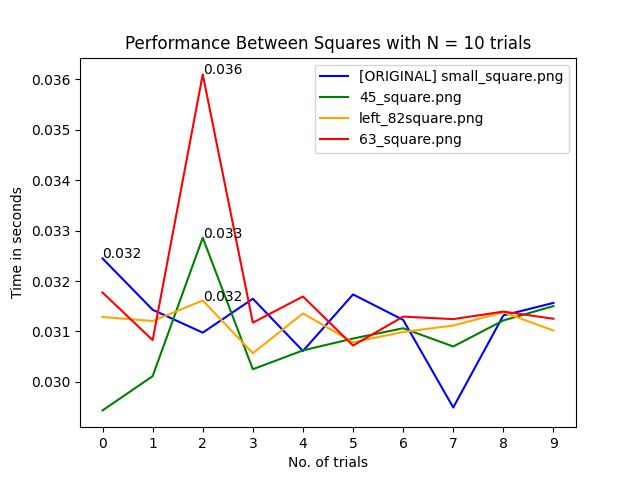 Performance Between Squares with N = 10 trials
0.036
[ORIGINAL] small_square.png
45_square.png
left_82square.png
63_square.png
0.033
0.032
0.032
Time in seconds
0.036
0.035
0.034
0.033
0.032
0.031
0.030
0 1 2 3 4 5 6 7 8 9
No. of trials